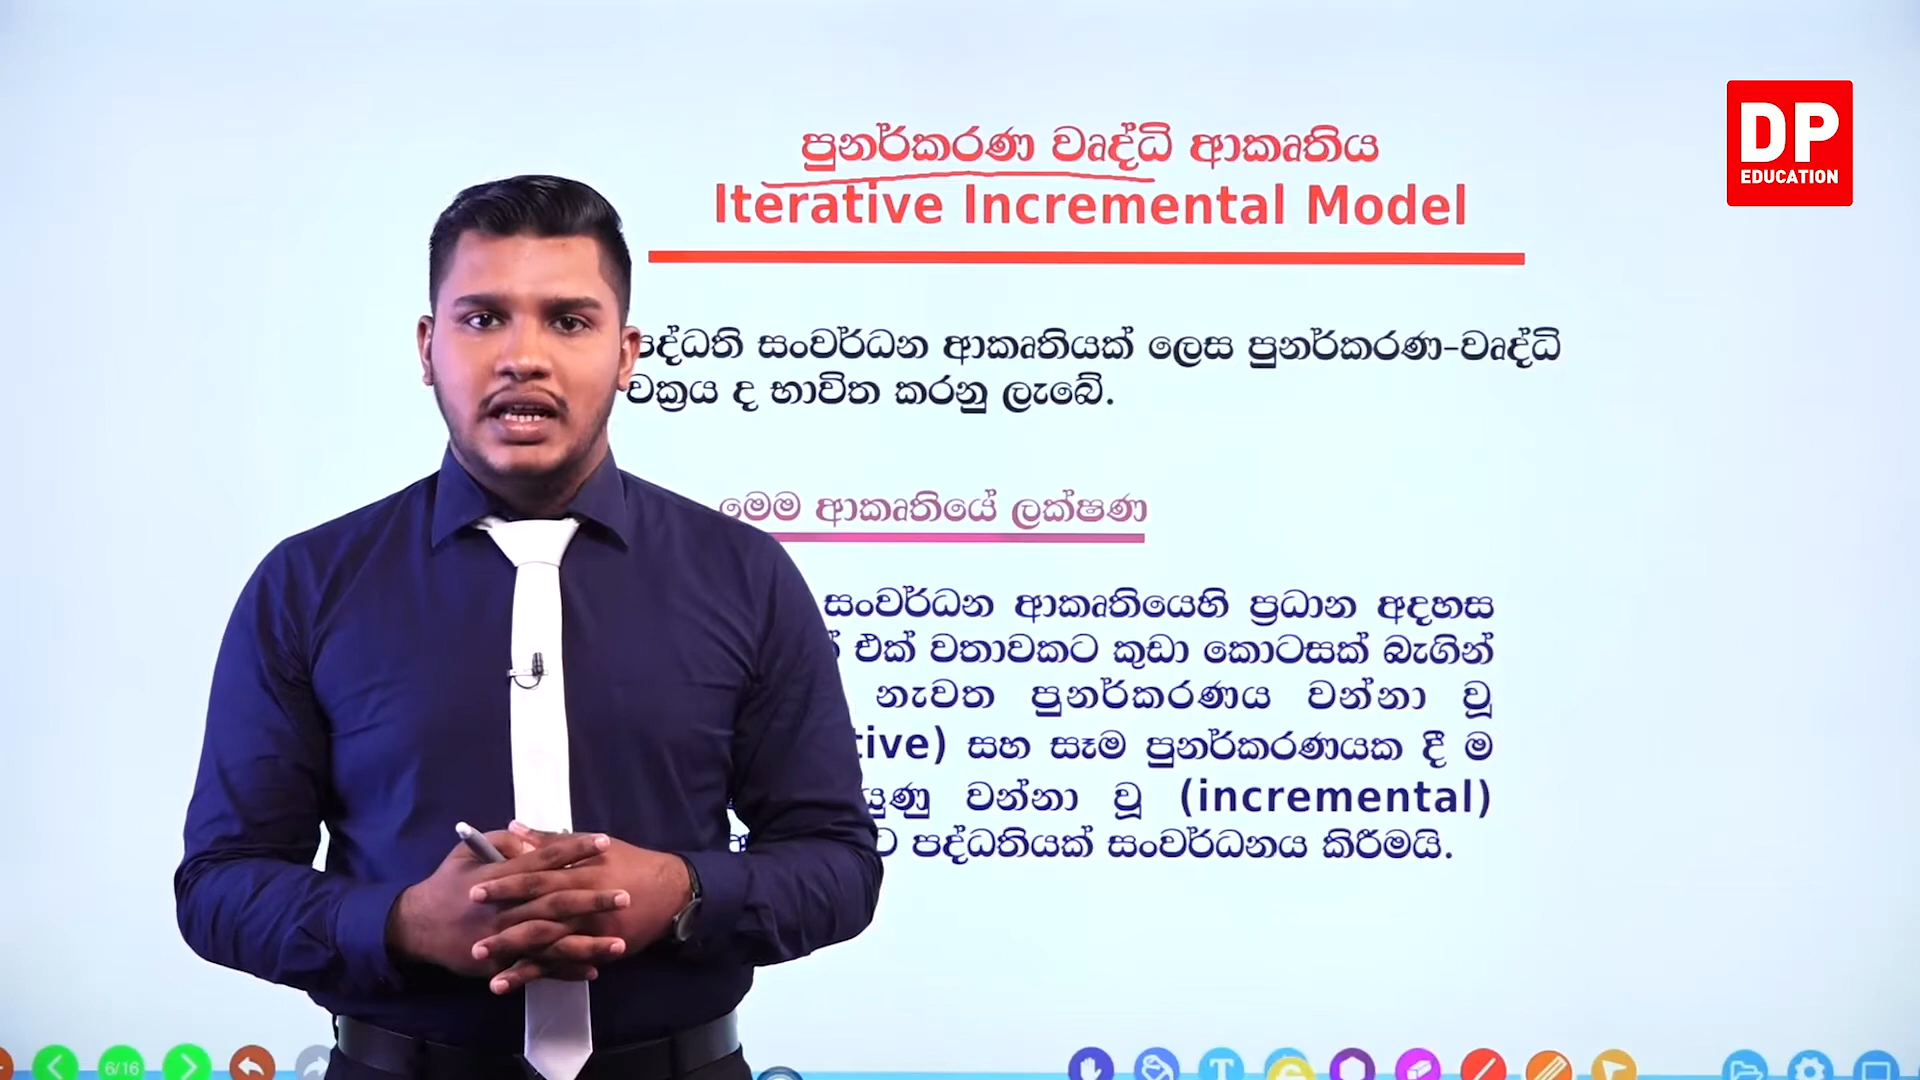 පුනර්කරණ වෘද්ධි ආකෘතිය
Iterative Incremental Model
DP
EDUCATION
පද්ධති සංවර්ධන ආකෘතියක් ලෙස පුනර්කරණ-වෘද්ධි
චක්‍රය ද භාවිත කරනු ලැබේ.
මෙම ආකෘතියේ ලක්ෂණ
සංවර්ධන ආකෘතියෙහි ප්‍රධාන අදහස
එක් වතාවකට කුඩා කොටසක් බැගින්
නැවත පුනර්කරණය වන්නා වූ
සහ සෑම පුනර්කරණයක දී ම
වන්නා වූ (incremental)
පද්ධතියක් සංවර්ධනය කිරීමයි.
6/16